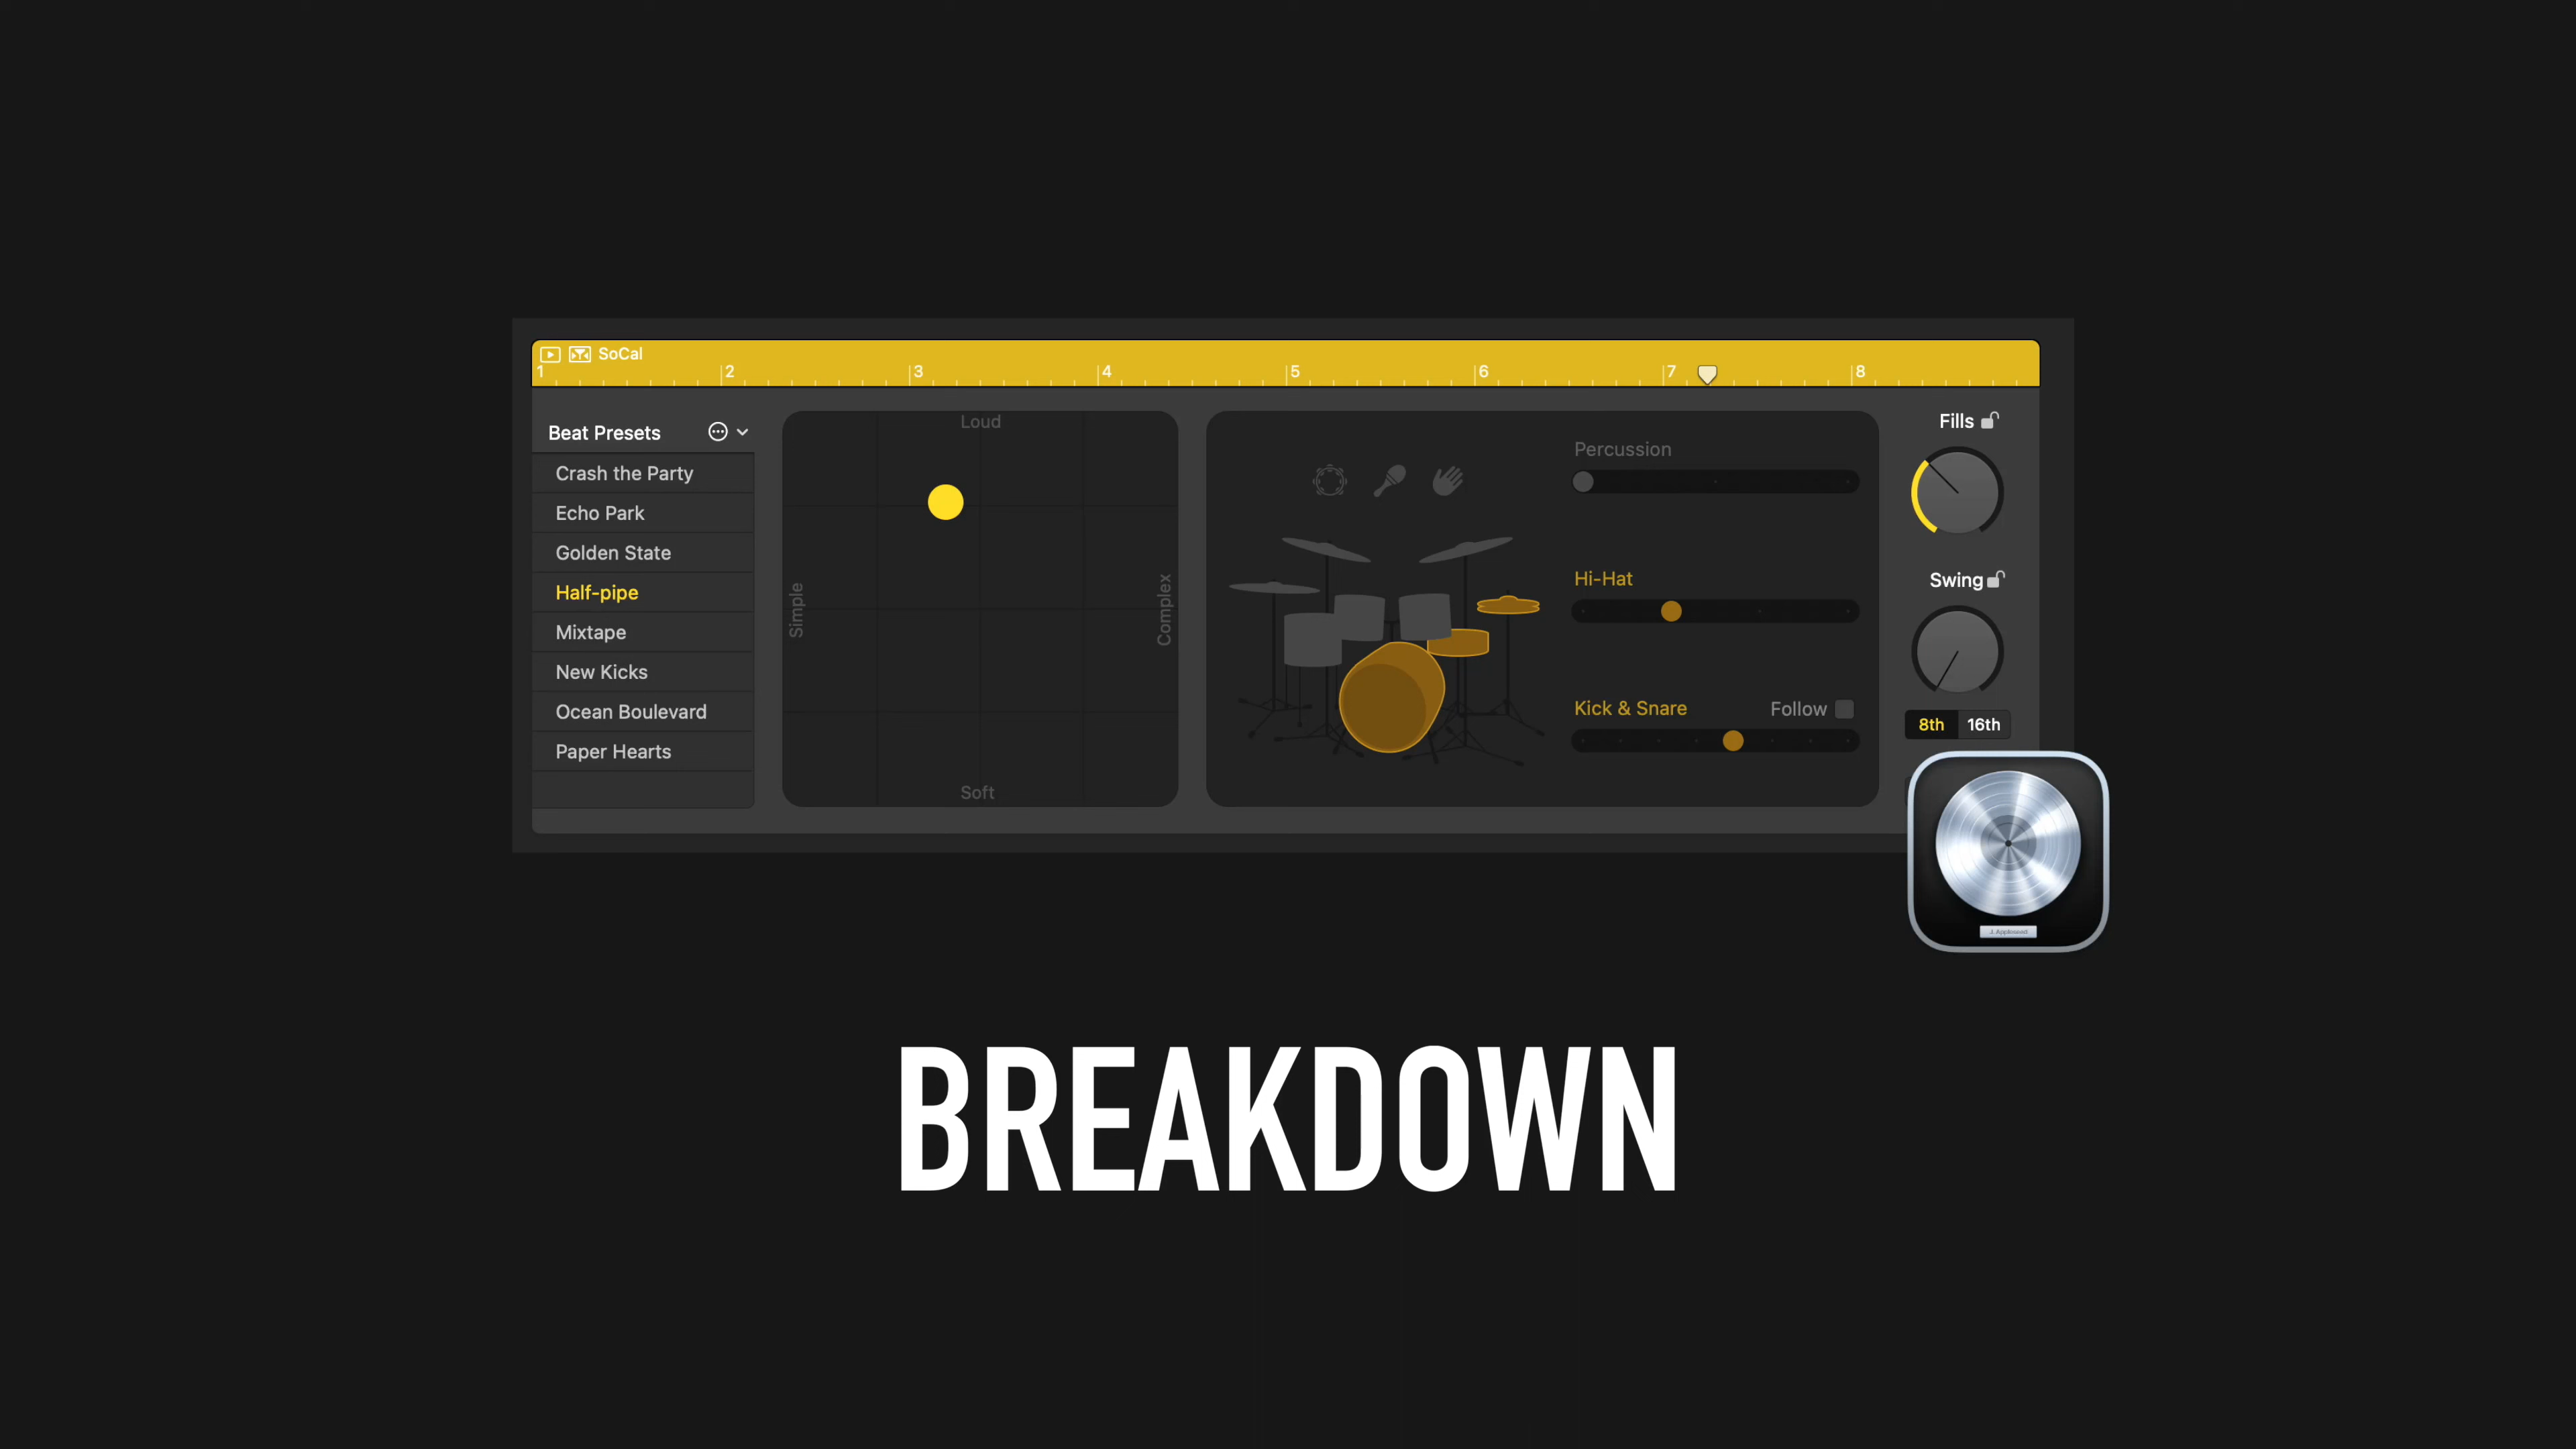 SoCal
1 2 3 4 5 6 7 8
Beat Presets
Crash the Party
Echo Park
Golden State
Half-pipe
Mixtape
New Kicks
Ocean Boulevard
Paper Hearts
Loud
Simple
Complex
Soft
Percussion
Hi-Hat
Kick & Snare Follow
Fills
Swing
8th 16th
J. Appleseed
BREAKDOWN